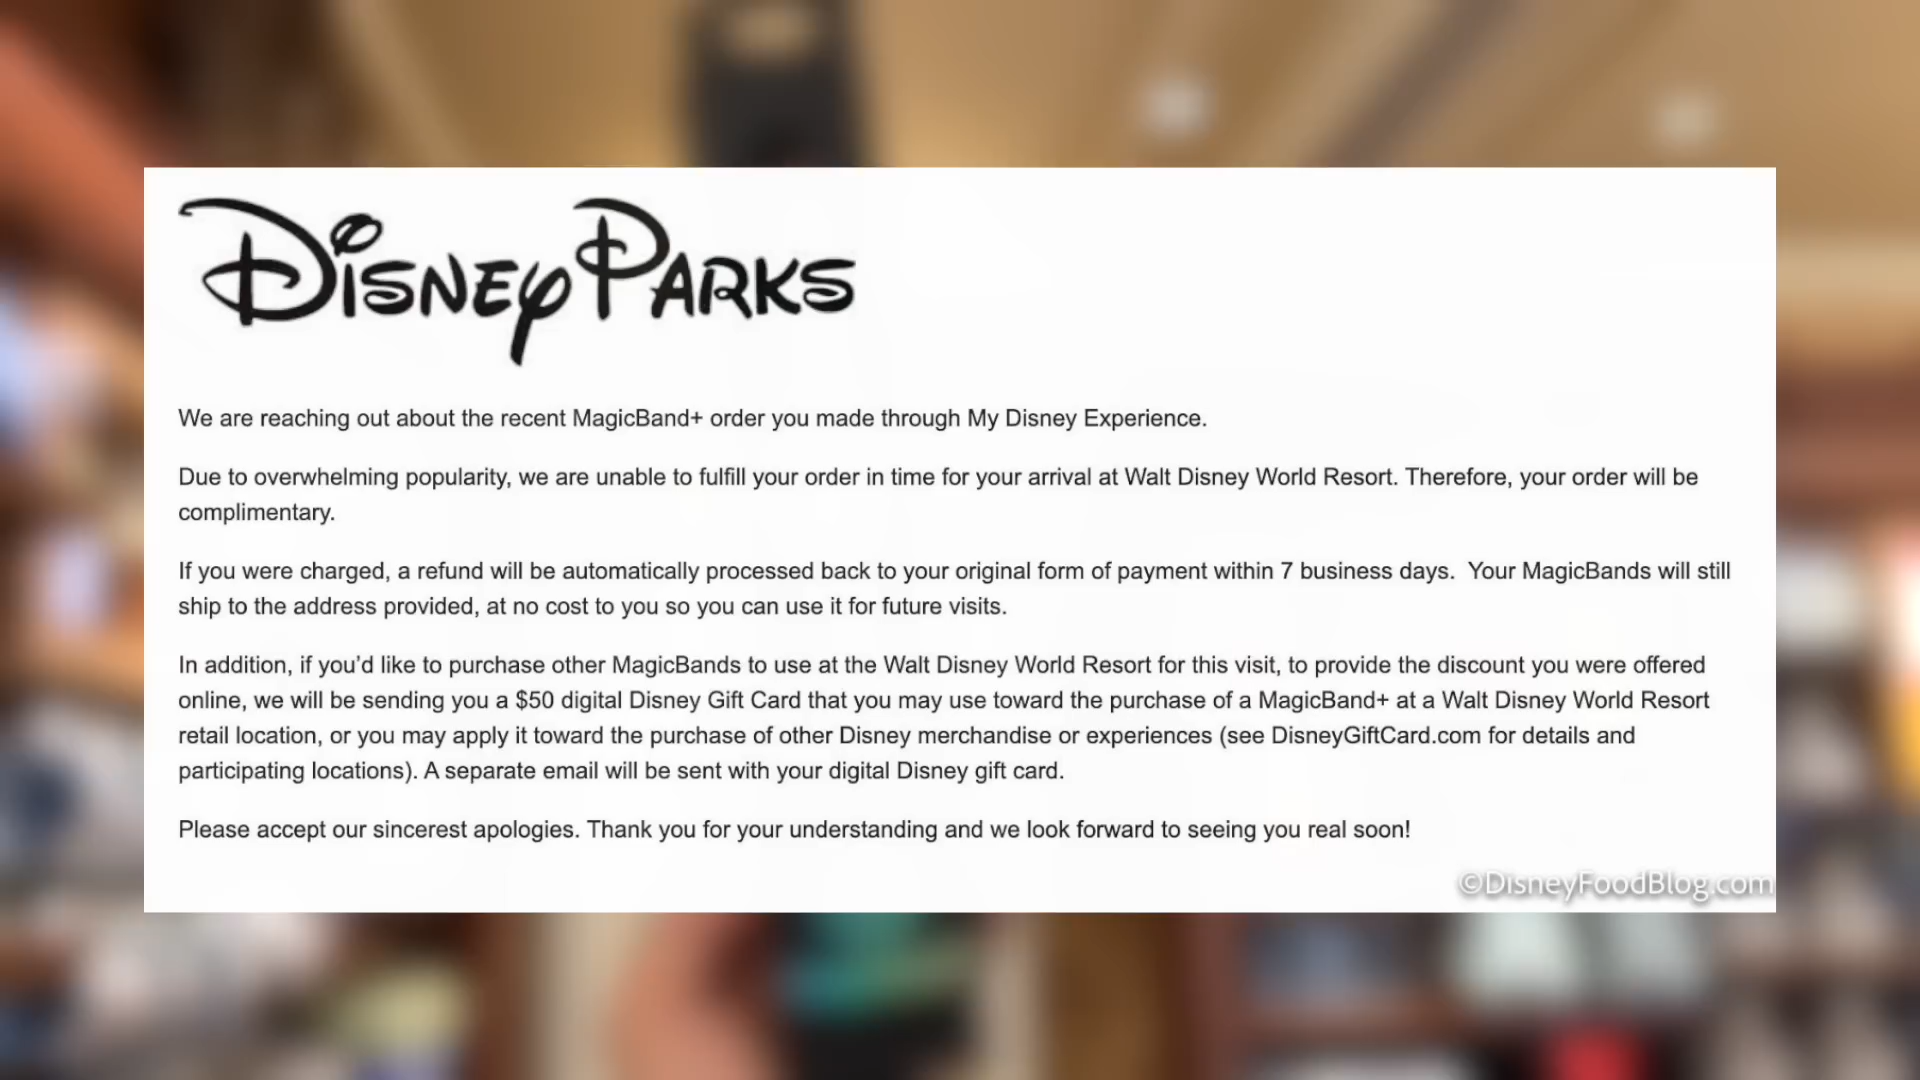 Disney Parks
We are reaching out about the recent MagicBand+ order you made through My Disney Experience.
Due to overwhelming popularity, we are unable to fulfill your order in time for your arrival at Walt Disney World Resort. Therefore, your order will be
complimentary.
If you were charged, a refund will be automatically processed back to your original form of payment within 7 business days.  Your MagicBands will still
ship to the address provided, at no cost to you so you can use it for future visits.
In addition, if you’d like to purchase other MagicBands to use at the Walt Disney World Resort for this visit, to provide the discount you were offered
online, we will be sending you a $50 digital Disney Gift Card that you may use toward the purchase of a MagicBand+ at a Walt Disney World Resort
retail location, or you may apply it toward the purchase of other Disney merchandise or experiences (see DisneyGiftCard.com for details and
participating locations). A separate email will be sent with your digital Disney gift card.
Please accept our sincerest apologies. Thank you for your understanding and we look forward to seeing you real soon!
©DisneyFoodBlog.com